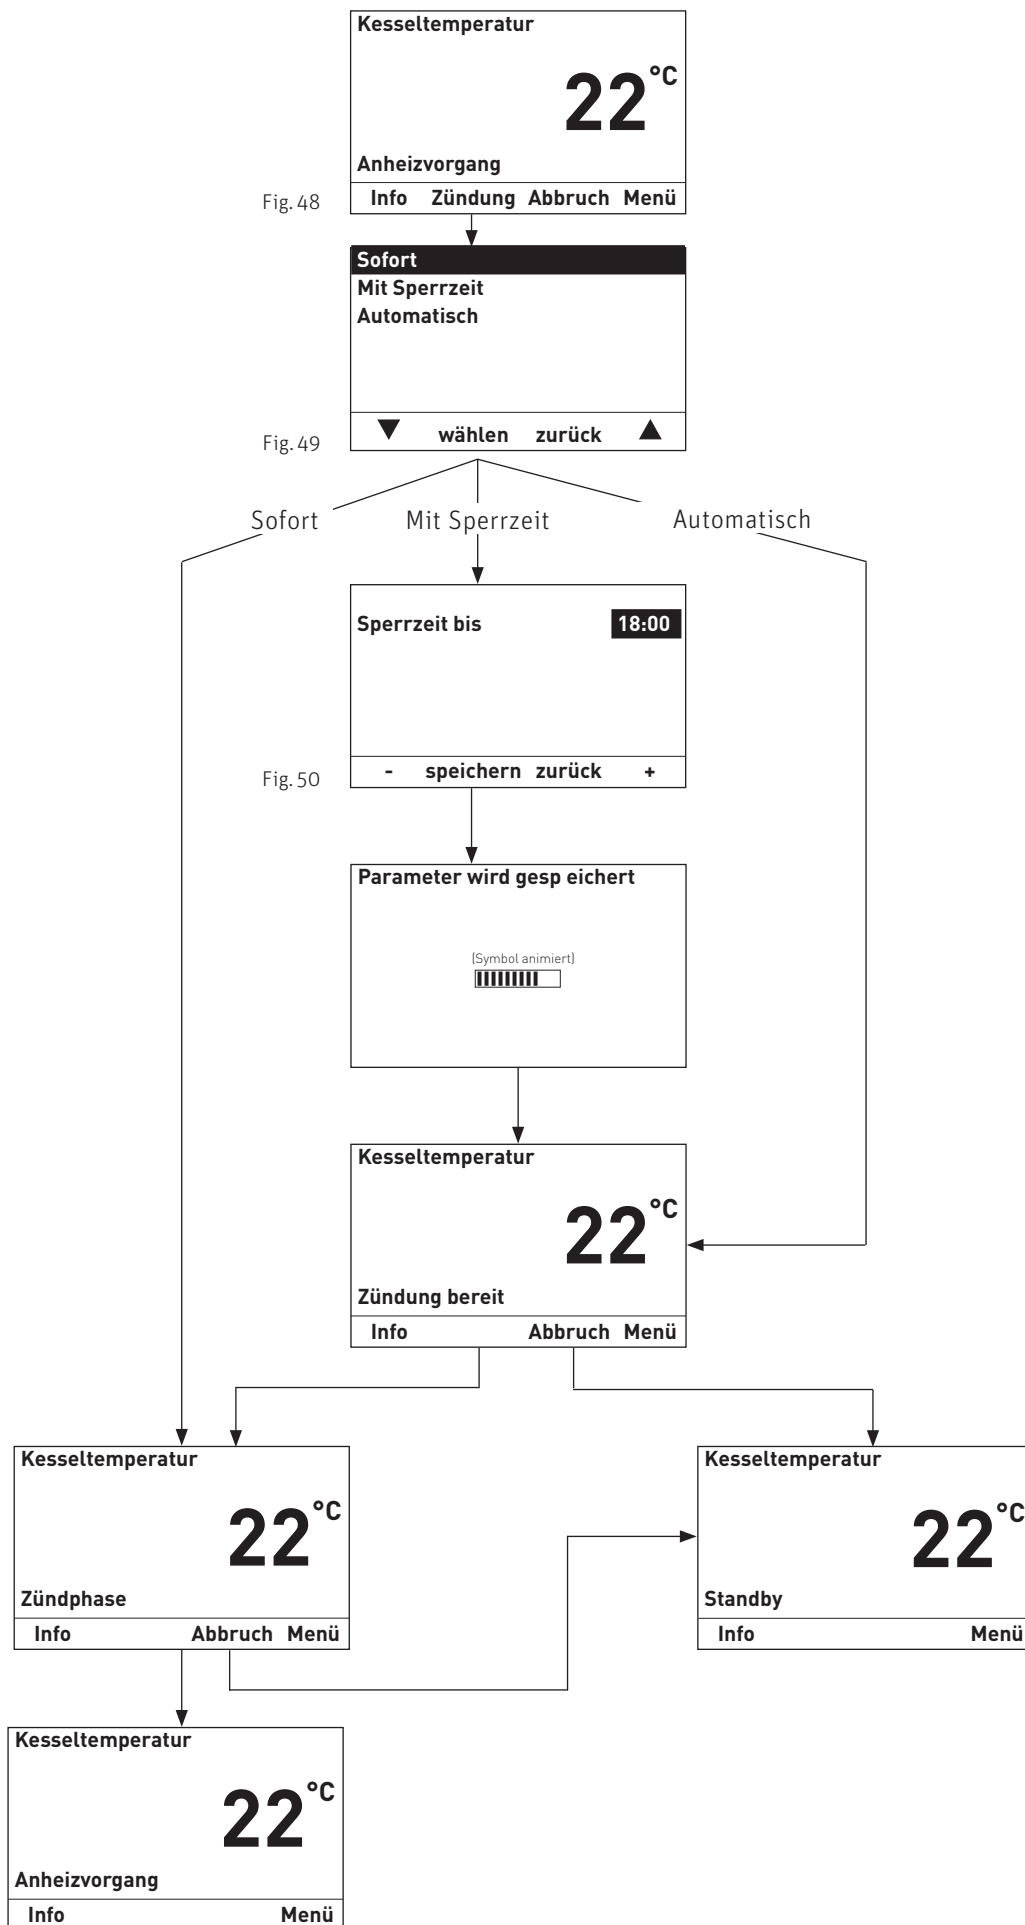 Kesseltemperatur
22 °C
Anheizvorgang
Info Zündung Abbruch Menü
Fig. 48
Sofort
Mit Sperrzeit
Automatisch
▼ wählen zurück ▲
Fig. 49
Sofort Mit Sperrzeit Automatisch
Sperrzeit bis 18:00
- speichern zurück +
Fig. 50
Parameter wird gesp eichert
(Symbol animiert)
Kesseltemperatur
22 °C
Zündung bereit
Info Abbruch Menü
Kesseltemperatur
22 °C
Zündphase
Info Abbruch Menü
Kesseltemperatur
22 °C
Standby
Info Menü
Kesseltemperatur
22 °C
Anheizvorgang
Info Menü